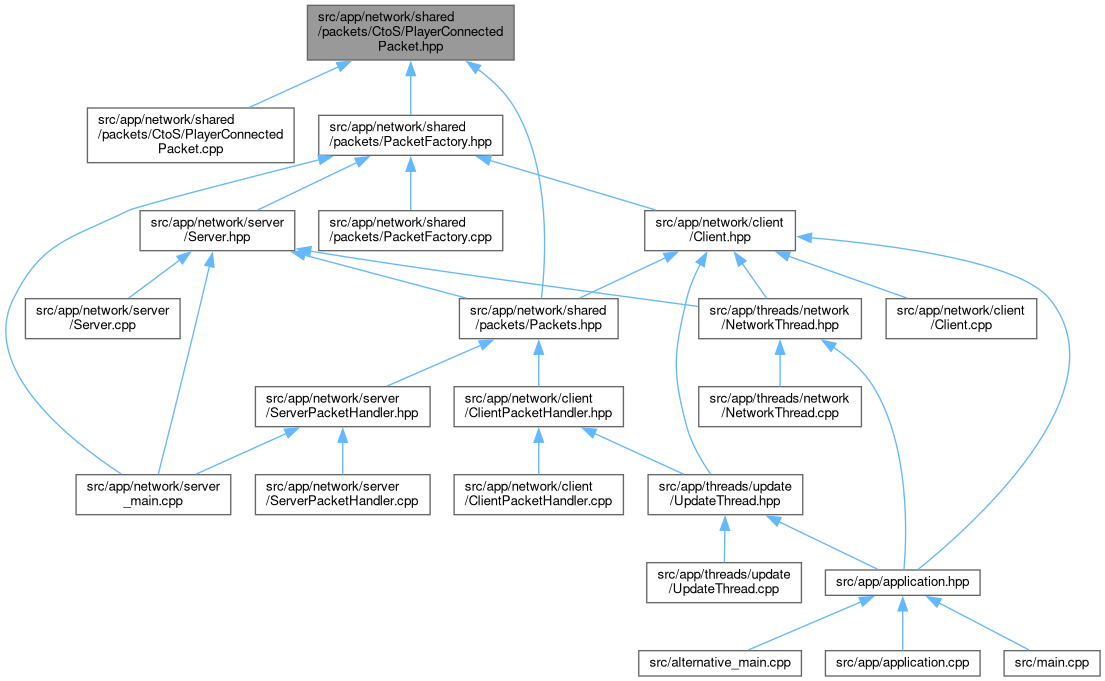 src/app/network/shared
/packets/CtoS/PlayerConnected
Packet.hpp
src/app/network/shared
/packets/CtoS/PlayerConnected
Packet.cpp
src/app/network/shared
/packets/PacketFactory.hpp
src/app/network/server
/Server.hpp
src/app/network/shared
/packets/PacketFactory.cpp
src/app/network/client
/Client.hpp
src/app/network/server
/Server.cpp
src/app/network/shared
/packets/Packets.hpp
src/app/threads/network
/NetworkThread.hpp
src/app/network/client
/Client.cpp
src/app/network/server
/ServerPacketHandler.hpp
src/app/network/client
/ClientPacketHandler.hpp
src/app/threads/network
/NetworkThread.cpp
src/app/network/server
_main.cpp
src/app/network/server
/ServerPacketHandler.cpp
src/app/network/client
/ClientPacketHandler.cpp
src/app/threads/update
/UpdateThread.hpp
src/app/threads/update
/UpdateThread.cpp
src/app/application.hpp
src/alternative_main.cpp
src/app/application.cpp
src/main.cpp